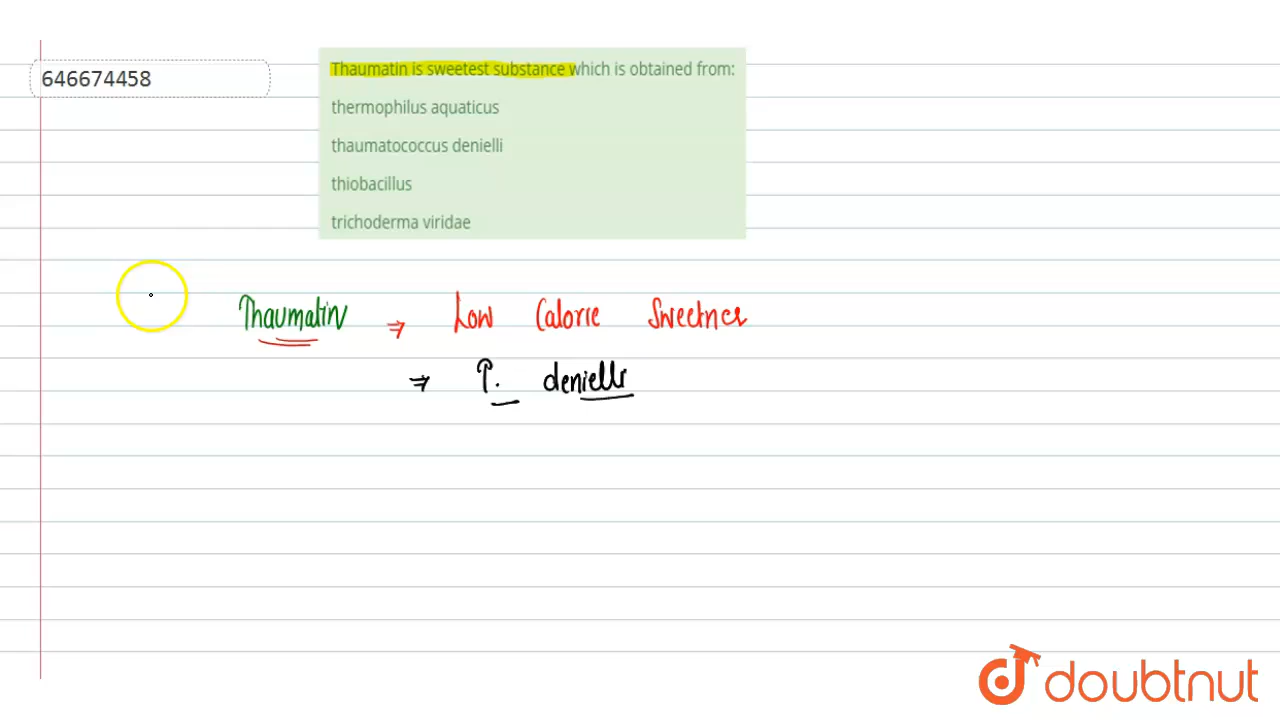 646674458
Thaumatin is sweetest substance which is obtained from:
thermophilus aquaticus
thaumatococcus denielli
thiobacillus
trichoderma viridae
Thaumatin ⇒ Low Calorie Sweetner
⇒ T. denielli
doubtnut